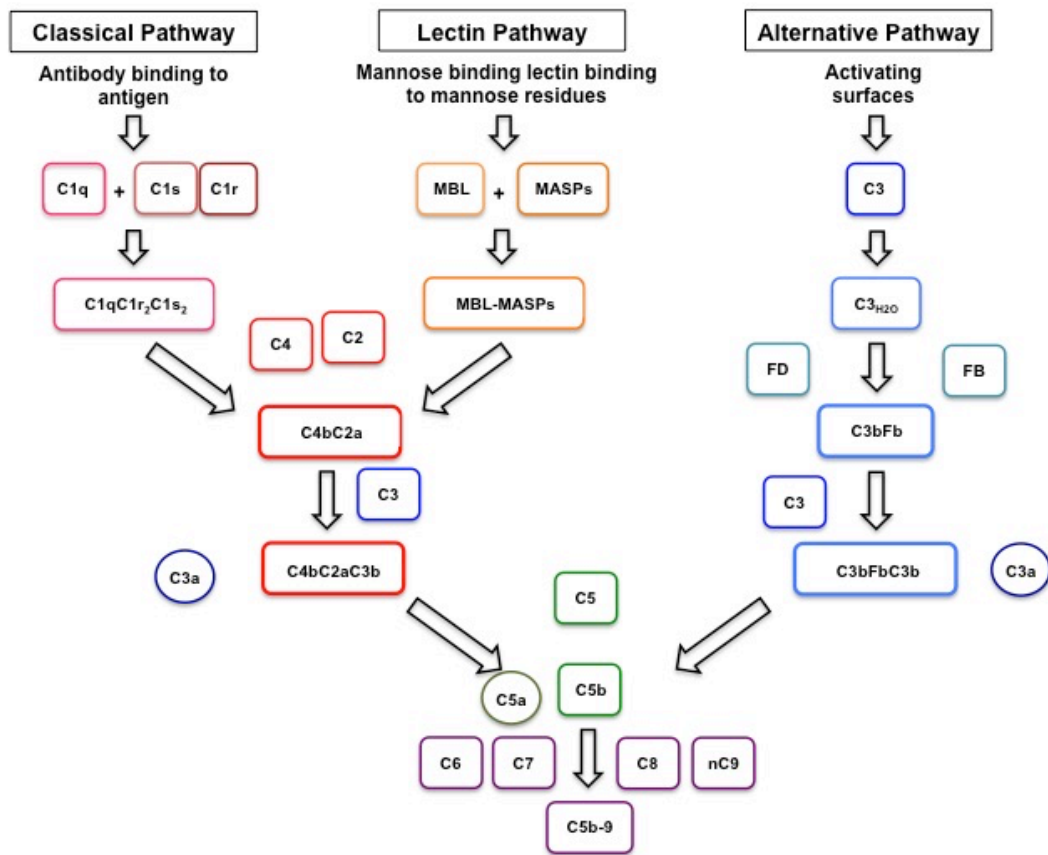 Classical Pathway
Lectin Pathway
Alternative Pathway
Antibody binding to
antigen
Mannose binding lectin binding
to mannose residues
Activating
surfaces
C1q + C1s C1r
MBL + MASPs
C3
C1qC1r₂C1s₂
MBL-MASPs
C3H2O
C4
C2
FD
FB
C4bC2a
C3bFb
C3
C3
C3a
C4bC2aC3b
C3bFbC3b
C3a
C5
C5a
C5b
C6
C7
C8
nC9
C5b-9